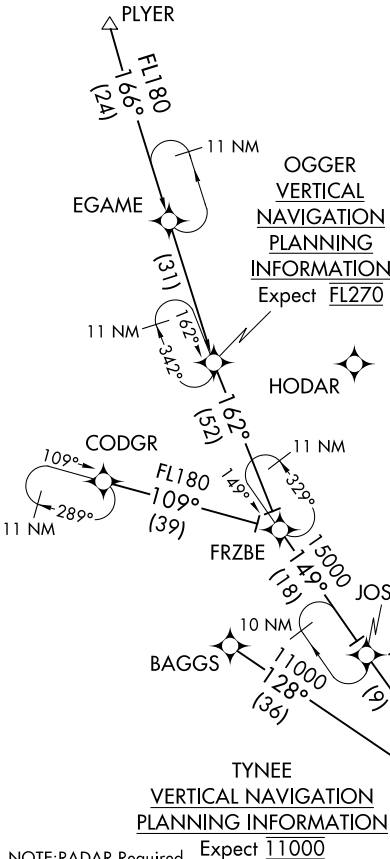 PLYER
FL180
166°
(24)
11 NM
OGGER
VERTICAL
NAVIGATION
PLANNING
INFORMATION
Expect FL270
EGAME
(31)
11 NM
162°
342°
HODAR
162°
(52)
CODGR
109°
289°
11 NM
FL180
109°
(39)
11 NM
149°
329°
FRZBE
15000
149°
(18)
JOS
10 NM
BAGGS
11000
128°
(36)
(9)
TYNEE
VERTICAL NAVIGATION
PLANNING INFORMATION
Expect 11000
NOTE:RADAR Required